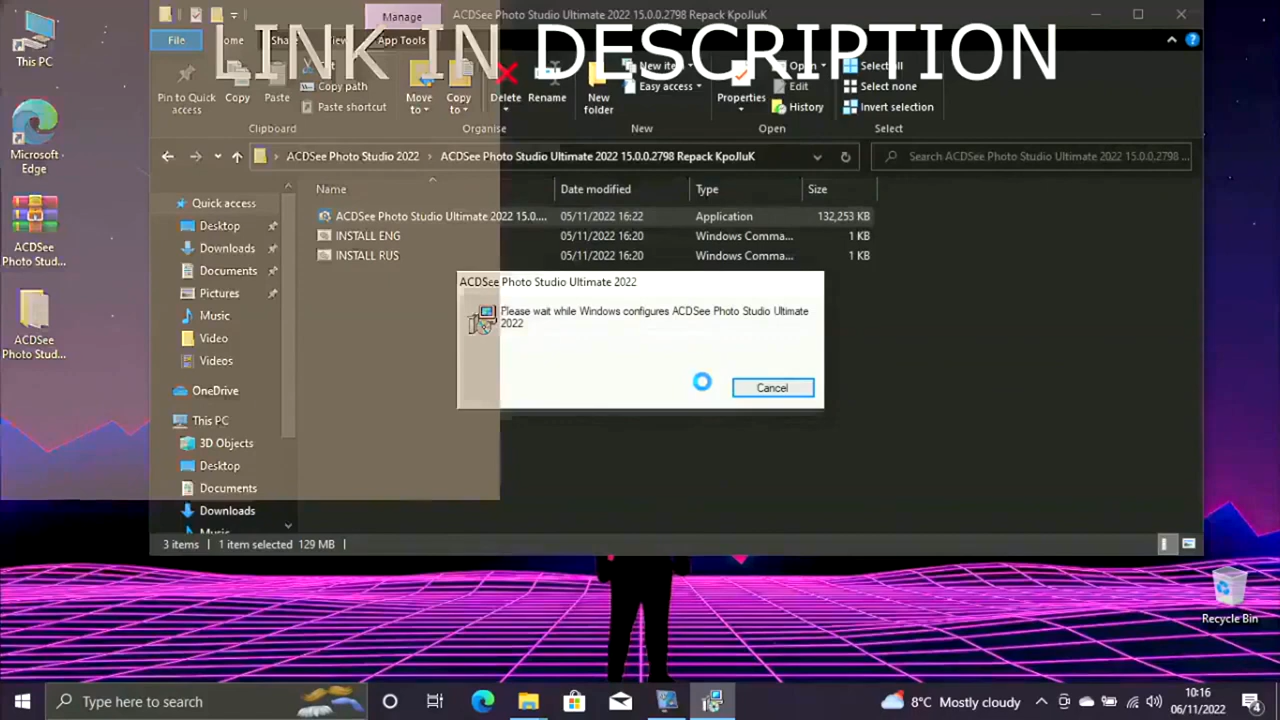 Manage
ACDSee Photo Studio Ultimate 2022 15.0.0.2798 Repack KpoJIuK
LINK IN DESCRIPTION
File
Home
Share
View
App Tools
This PC
Microsoft Edge
ACDSee
Photo Stud...
ACDSee
Photo Stud...
Pin to Quick
access
Copy
Paste
Cut
Copy path
Paste shortcut
Clipboard
Move
to
Copy
to
Delete
Rename
Organise
New
folder
New item
Easy access
New
Properties
Open
Edit
History
Open
Select all
Select none
Invert selection
Select
ACDSee Photo Studio 2022 › ACDSee Photo Studio Ultimate 2022 15.0.0.2798 Repack KpoJIuK
Search ACDSee Photo Studio Ultimate 2022 15.0.0.2798 ...
Quick access
Desktop
Downloads
Documents
Pictures
Music
Video
Videos
OneDrive
This PC
3D Objects
Desktop
Documents
Downloads
Music
Name Date modified Type Size
ACDSee Photo Studio Ultimate 2022 15.0.... 05/11/2022 16:22 Application 132,253 KB
INSTALL ENG 05/11/2022 16:20 Windows Comma... 1 KB
INSTALL RUS 05/11/2022 16:20 Windows Comma... 1 KB
ACDSee Photo Studio Ultimate 2022
Please wait while Windows configures ACDSee Photo Studio Ultimate
2022
Cancel
3 items 1 item selected 129 MB
Recycle Bin
Type here to search
8°C Mostly cloudy
10:16
06/11/2022
4